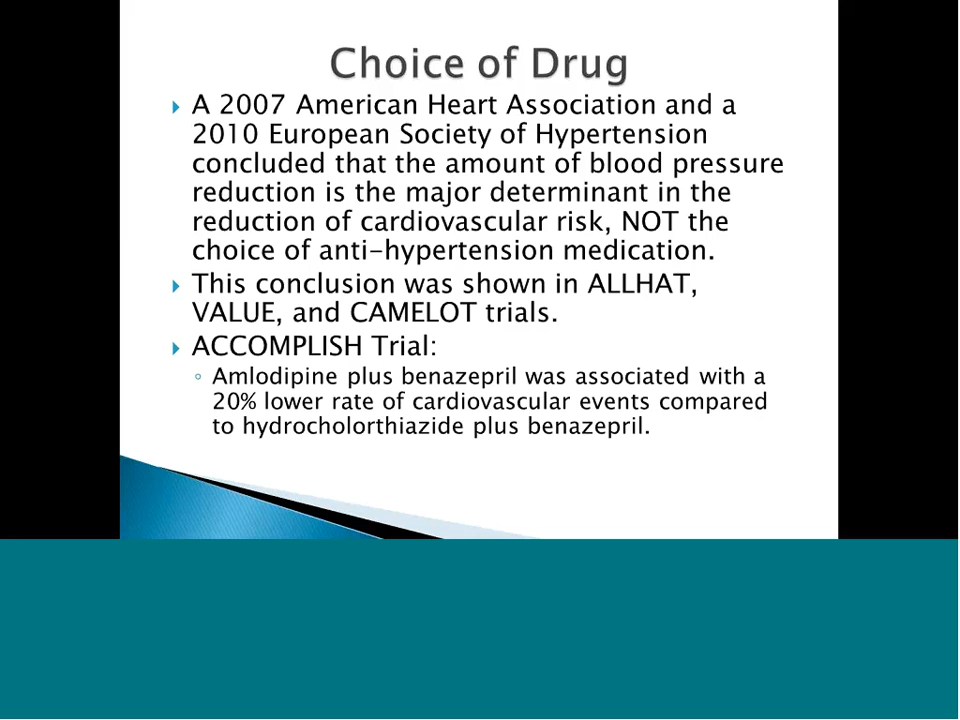 Choice of Drug
A 2007 American Heart Association and a
2010 European Society of Hypertension
concluded that the amount of blood pressure
reduction is the major determinant in the
reduction of cardiovascular risk, NOT the
choice of anti-hypertension medication.
This conclusion was shown in ALLHAT,
VALUE, and CAMELOT trials.
ACCOMPLISH Trial:
Amlodipine plus benazepril was associated with a
20% lower rate of cardiovascular events compared
to hydrocholorthiazide plus benazepril.